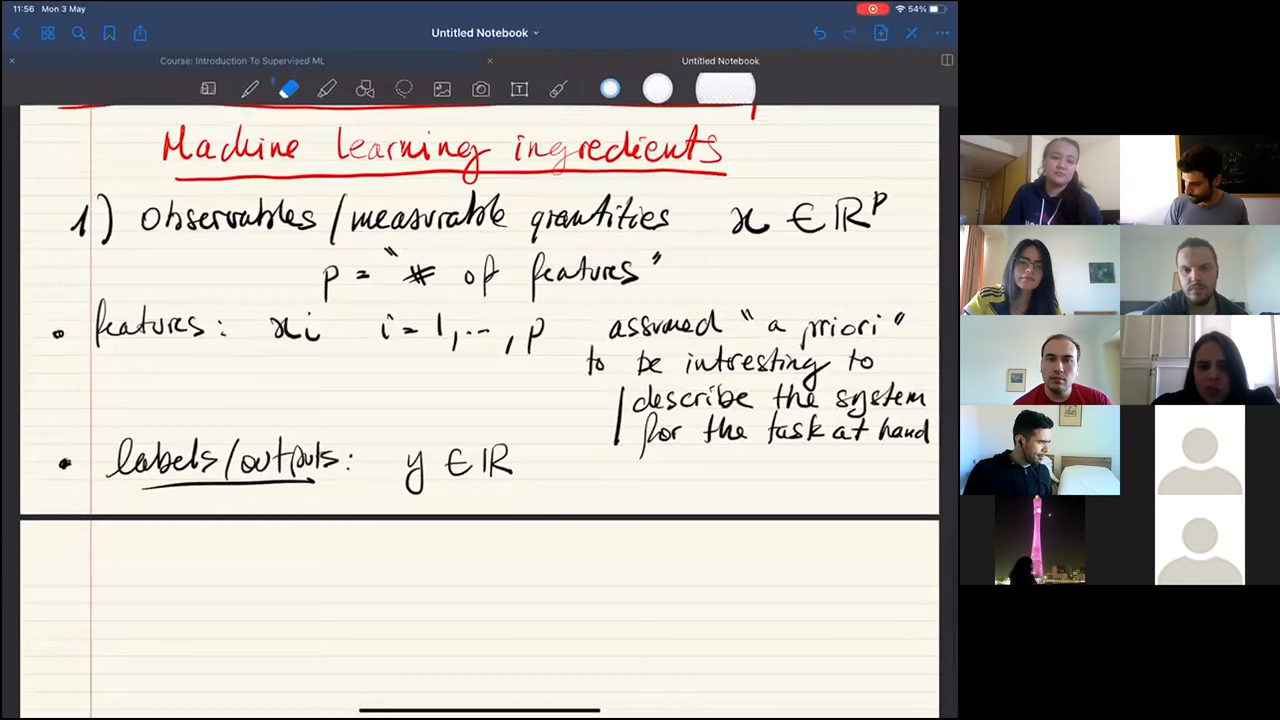 11:56 Mon 3 May
54%
Untitled Notebook
Course: Introduction To Supervised ML
Untitled Notebook
Machine learning ingredients
1) Observables/measurable quantities x ∈ ℝᵖ
p = "# of features"
• features: xi i = 1, ..., p assumed "a priori"
to be intresting to
describe the system
for the task at hand
• labels/outputs: y ∈ ℝ